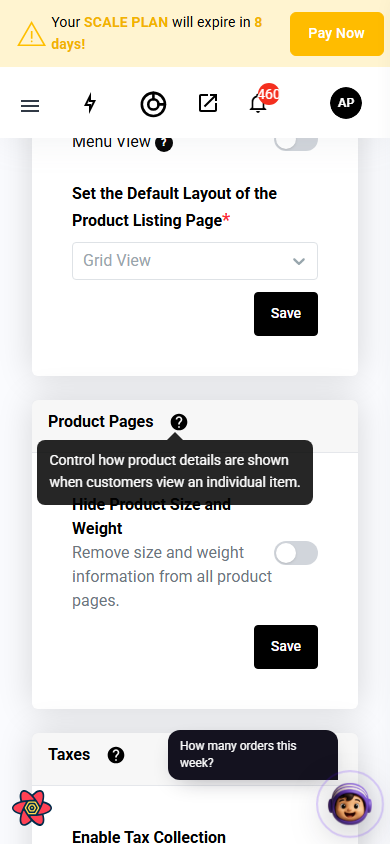 Your SCALE PLAN will expire in 8
days!
Pay Now
460
AP
Menu View ?
Set the Default Layout of the
Product Listing Page*
Grid View
Save
Product Pages ?
Control how product details are shown
when customers view an individual item.
Hide Product Size and
Weight
Remove size and weight
information from all product
pages.
Save
Taxes ?
How many orders this
week?
Enable Tax Collection